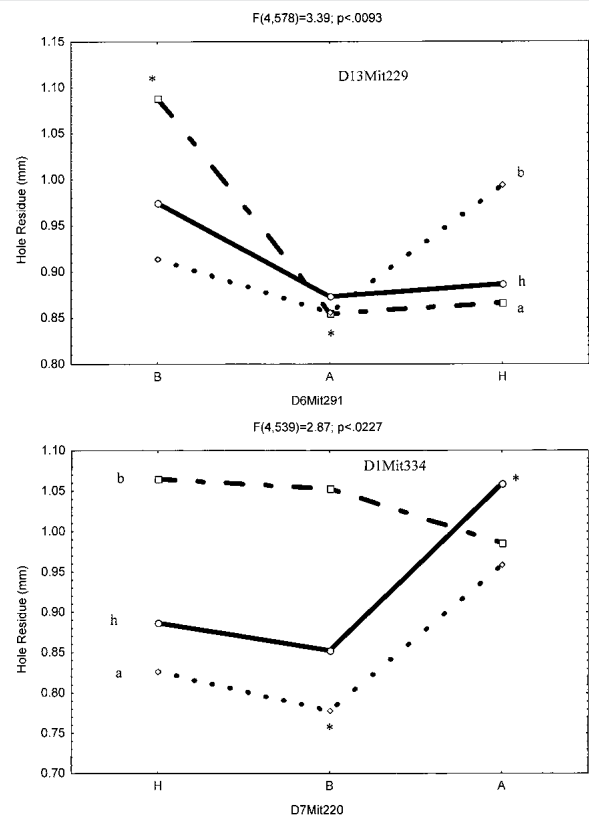 F(4,578)=3.39; p<.0093
1.15
*
D13Mit229
1.10
1.05
1.00
b
0.95
Hole Residue (mm)
0.90
h
0.85
a
*
0.80
B A H
D6Mit291
F(4,539)=2.87; p<.0227
1.10
b
D1Mit334
*
1.05
1.00
0.95
0.90
Hole Residue (mm)
h
0.85
a
0.80
0.75
*
0.70
H B A
D7Mit220